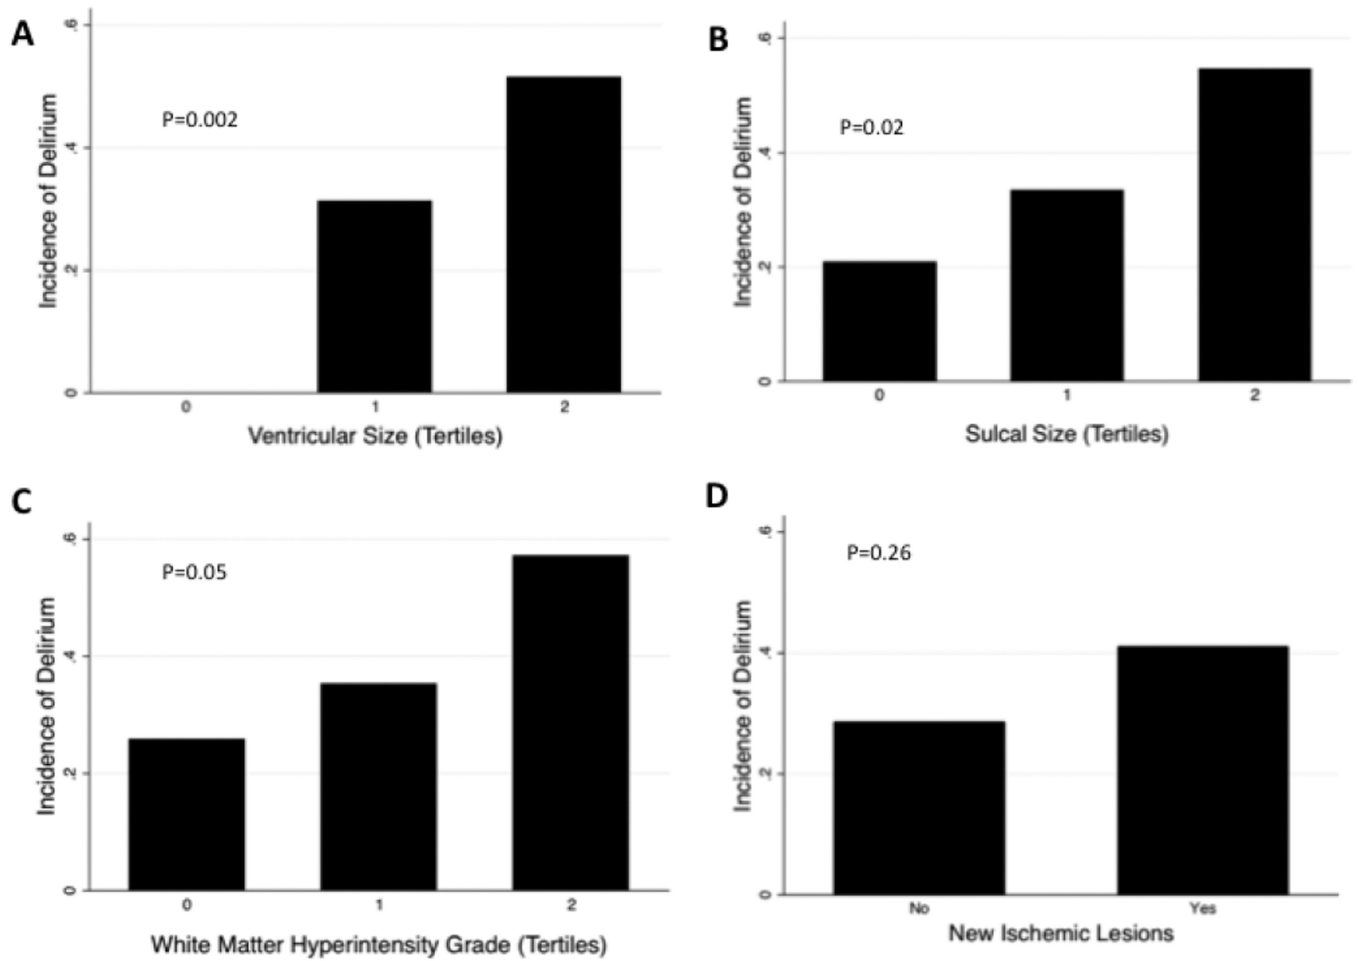 A
Incidence of Delirium
.6
.4
.2
0
P=0.002
0 1 2
Ventricular Size (Tertiles)
B
Incidence of Delirium
.6
.4
.2
0
P=0.02
0 1 2
Sulcal Size (Tertiles)
C
Incidence of Delirium
.6
.4
.2
0
P=0.05
0 1 2
White Matter Hyperintensity Grade (Tertiles)
D
Incidence of Delirium
.6
.4
.2
0
P=0.26
No Yes
New Ischemic Lesions